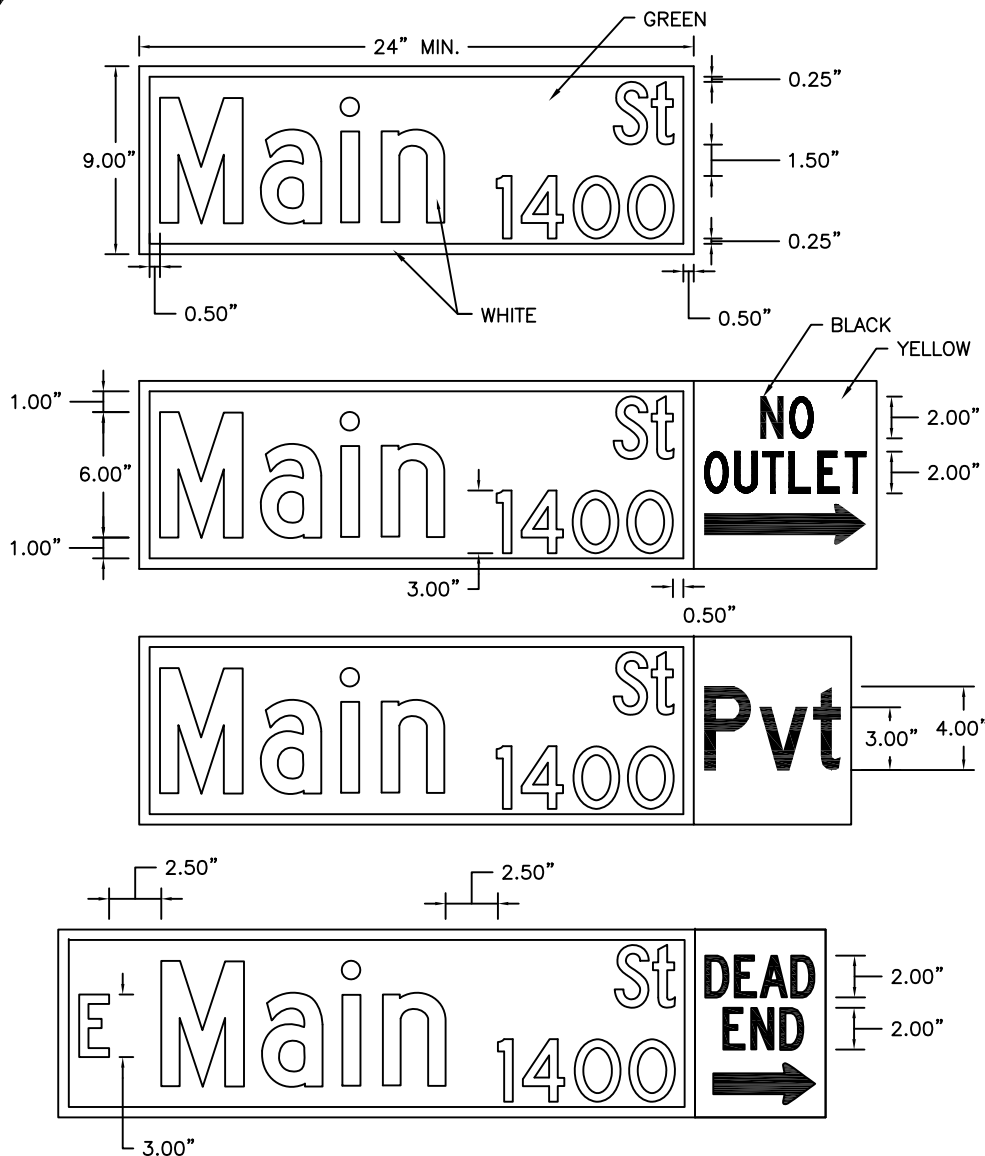 GREEN
24” MIN.
0.25”
St
Main
9.00”
1.50”
1400
0.25”
0.50”
WHITE
0.50”
BLACK
YELLOW
1.00”
St
NO
2.00”
Main
6.00”
OUTLET
2.00”
1400
1.00”
3.00”
0.50”
St
Main
Pvt
3.00”
4.00”
1400
2.50”
2.50”
St
E
Main
DEAD
2.00”
END
2.00”
1400
3.00”